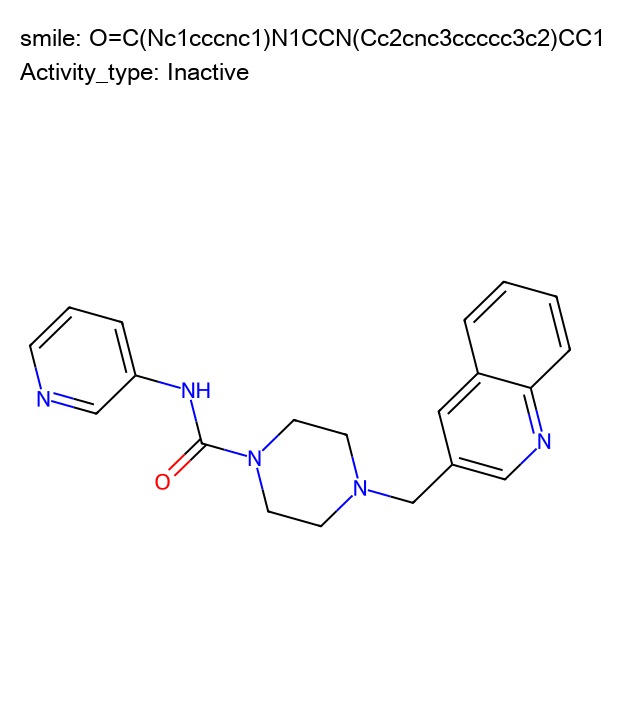 smile: O=C(Nc1cccnc1)N1CCN(Cc2cnc3ccccc3c2)CC1
Activity_type: Inactive
NH
N
N
N
O
N